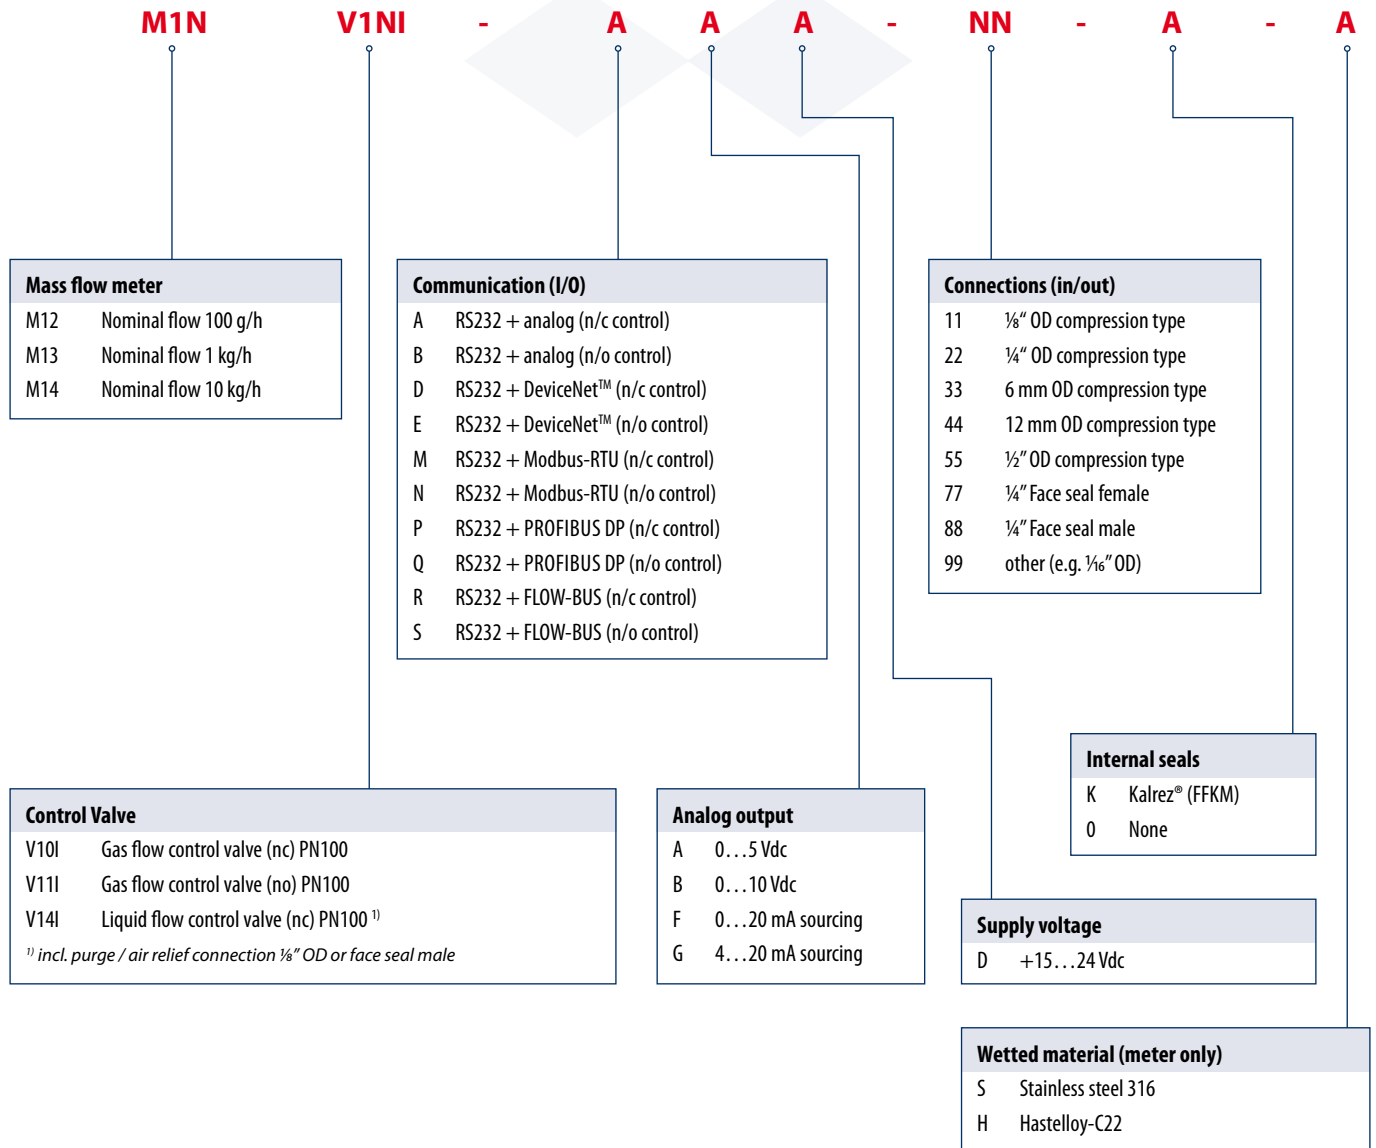 M1N V1NI - A A A - NN - A - A
Mass flow meter
M12 Nominal flow 100 g/h
M13 Nominal flow 1 kg/h
M14 Nominal flow 10 kg/h
Communication (I/O)
A RS232 + analog (n/c control)
B RS232 + analog (n/o control)
D RS232 + DeviceNet™ (n/c control)
E RS232 + DeviceNet™ (n/o control)
M RS232 + Modbus-RTU (n/c control)
N RS232 + Modbus-RTU (n/o control)
P RS232 + PROFIBUS DP (n/c control)
Q RS232 + PROFIBUS DP (n/o control)
R RS232 + FLOW-BUS (n/c control)
S RS232 + FLOW-BUS (n/o control)
Connections (in/out)
11 ⅛“ OD compression type
22 ¼“ OD compression type
33 6 mm OD compression type
44 12 mm OD compression type
55 ½” OD compression type
77 ¼” Face seal female
88 ¼” Face seal male
99 other (e.g. 1⁄16” OD)
Control Valve
V10I Gas flow control valve (nc) PN100
V11I Gas flow control valve (no) PN100
V14I Liquid flow control valve (nc) PN100 1)
1) incl. purge / air relief connection ⅛” OD or face seal male
Analog output
A 0…5 Vdc
B 0…10 Vdc
F 0…20 mA sourcing
G 4…20 mA sourcing
Internal seals
K Kalrez® (FFKM)
0 None
Supply voltage
D +15…24 Vdc
Wetted material (meter only)
S Stainless steel 316
H Hastelloy-C22